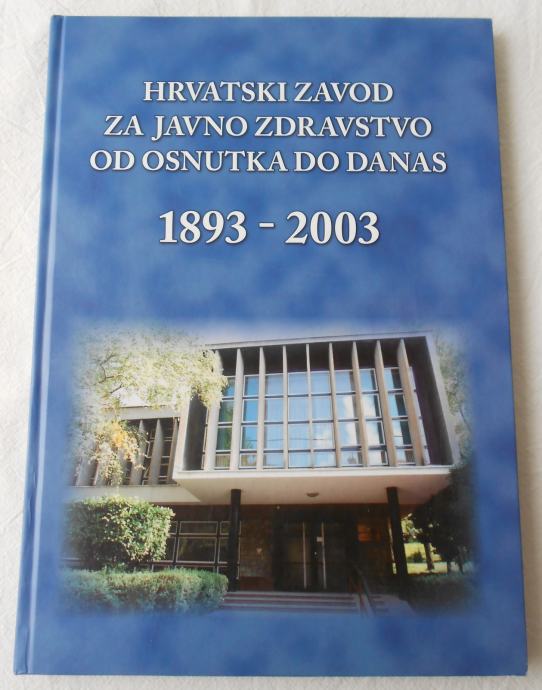 HRVATSKI ZAVOD
ZA JAVNO ZDRAVSTVO
OD OSNUTKA DO DANAS
1893 - 2003